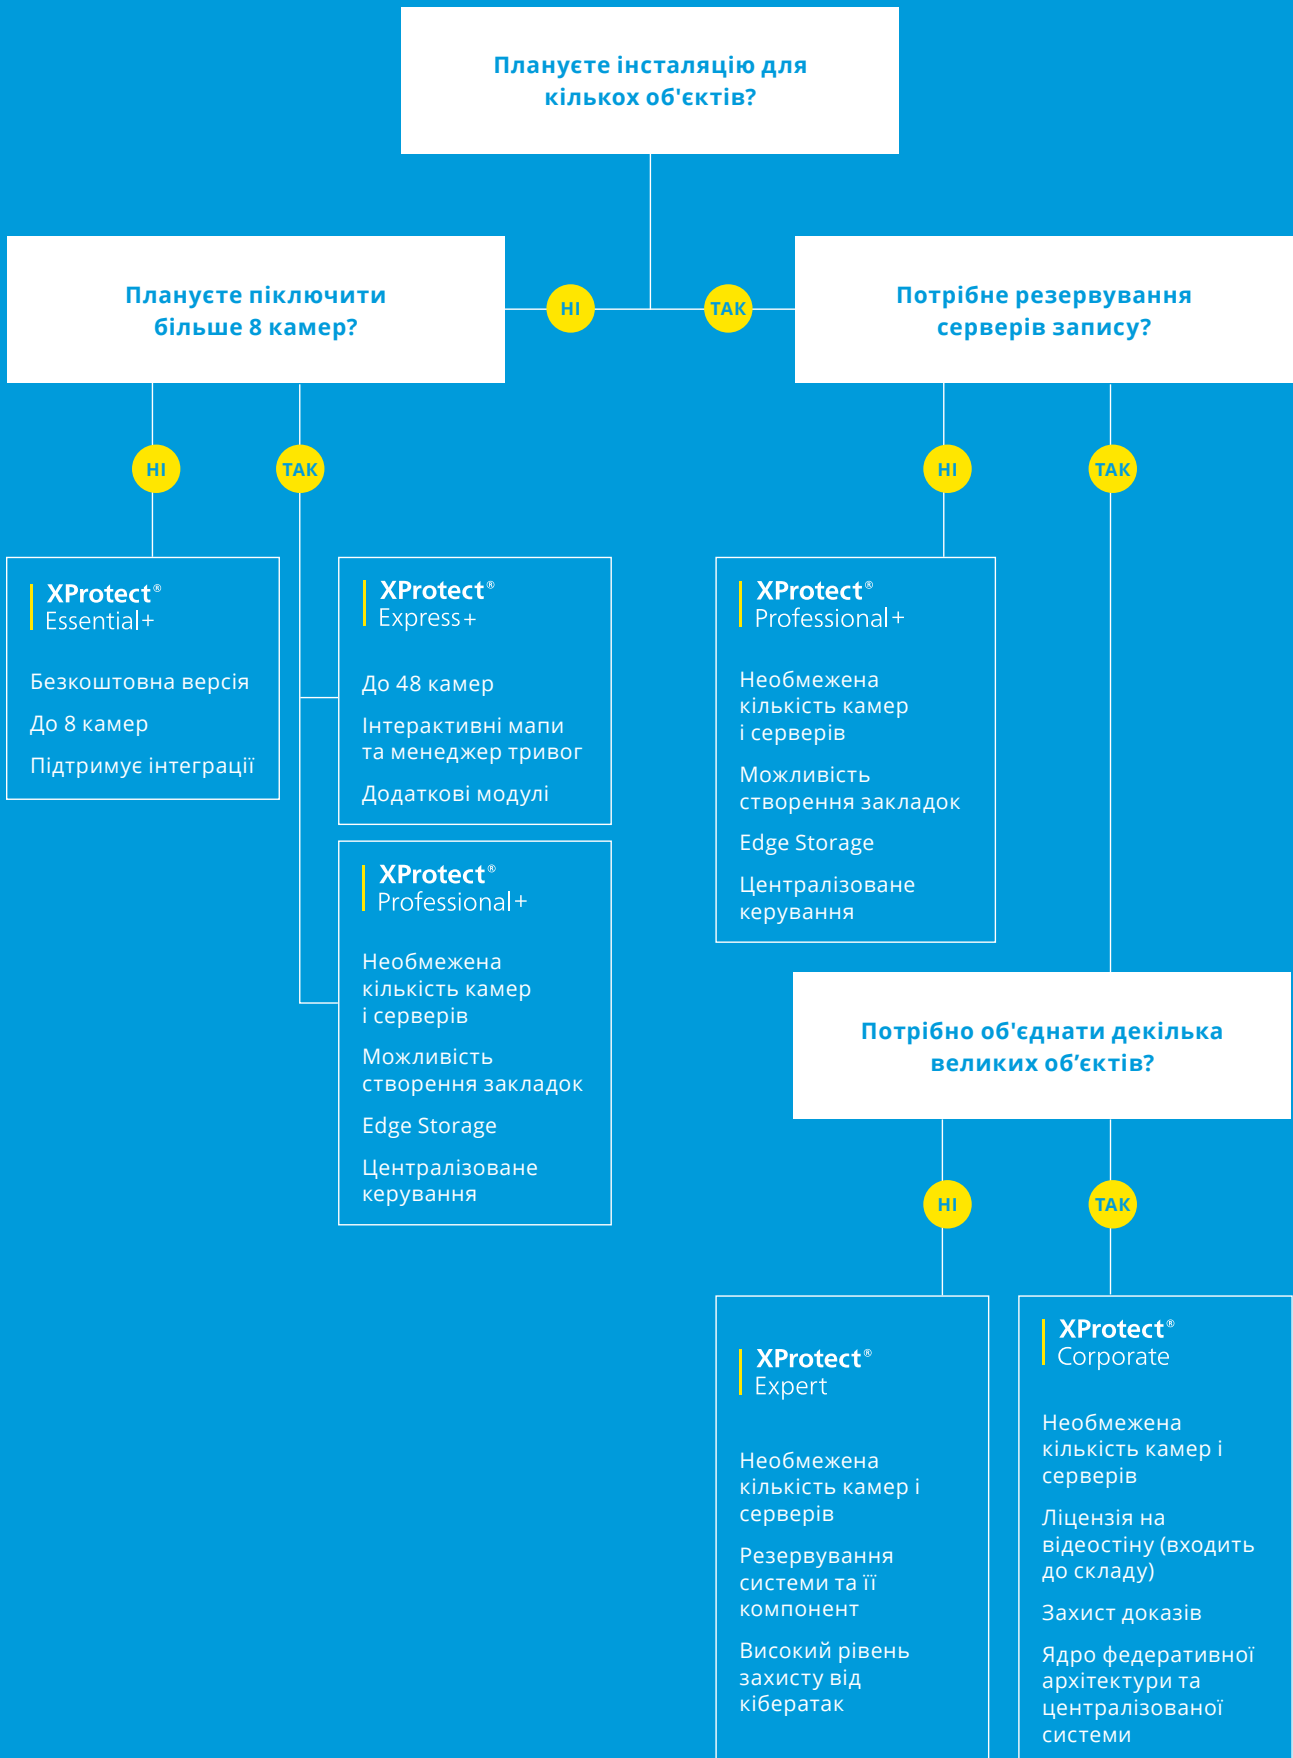 Плануєте інсталяцію для
кількох об'єктів?
Плануєте піключити
більше 8 камер?
НІ
ТАК
Потрібне резервування
серверів запису?
НІ
ТАК
НІ
ТАК
XProtect®
Essential+
Безкоштовна версія
До 8 камер
Підтримує інтеграції
XProtect®
Express+
До 48 камер
Інтерактивні мапи
та менеджер тривог
Додаткові модулі
XProtect®
Professional+
Необмежена
кількість камер
і серверів
Можливість
створення закладок
Edge Storage
Централізоване
керування
XProtect®
Professional+
Необмежена
кількість камер
і серверів
Можливість
створення закладок
Edge Storage
Централізоване
керування
Потрібно об'єднати декілька
великих об’єктів?
НІ
ТАК
XProtect®
Expert
Необмежена
кількість камер і
серверів
Резервування
системи та її
компонент
Високий рівень
захисту від
кібератак
XProtect®
Corporate
Необмежена
кількість камер і
серверів
Ліцензія на
відеостіну (входить
до складу)
Захист доказів
Ядро федеративної
архітектури та
централізованої
системи